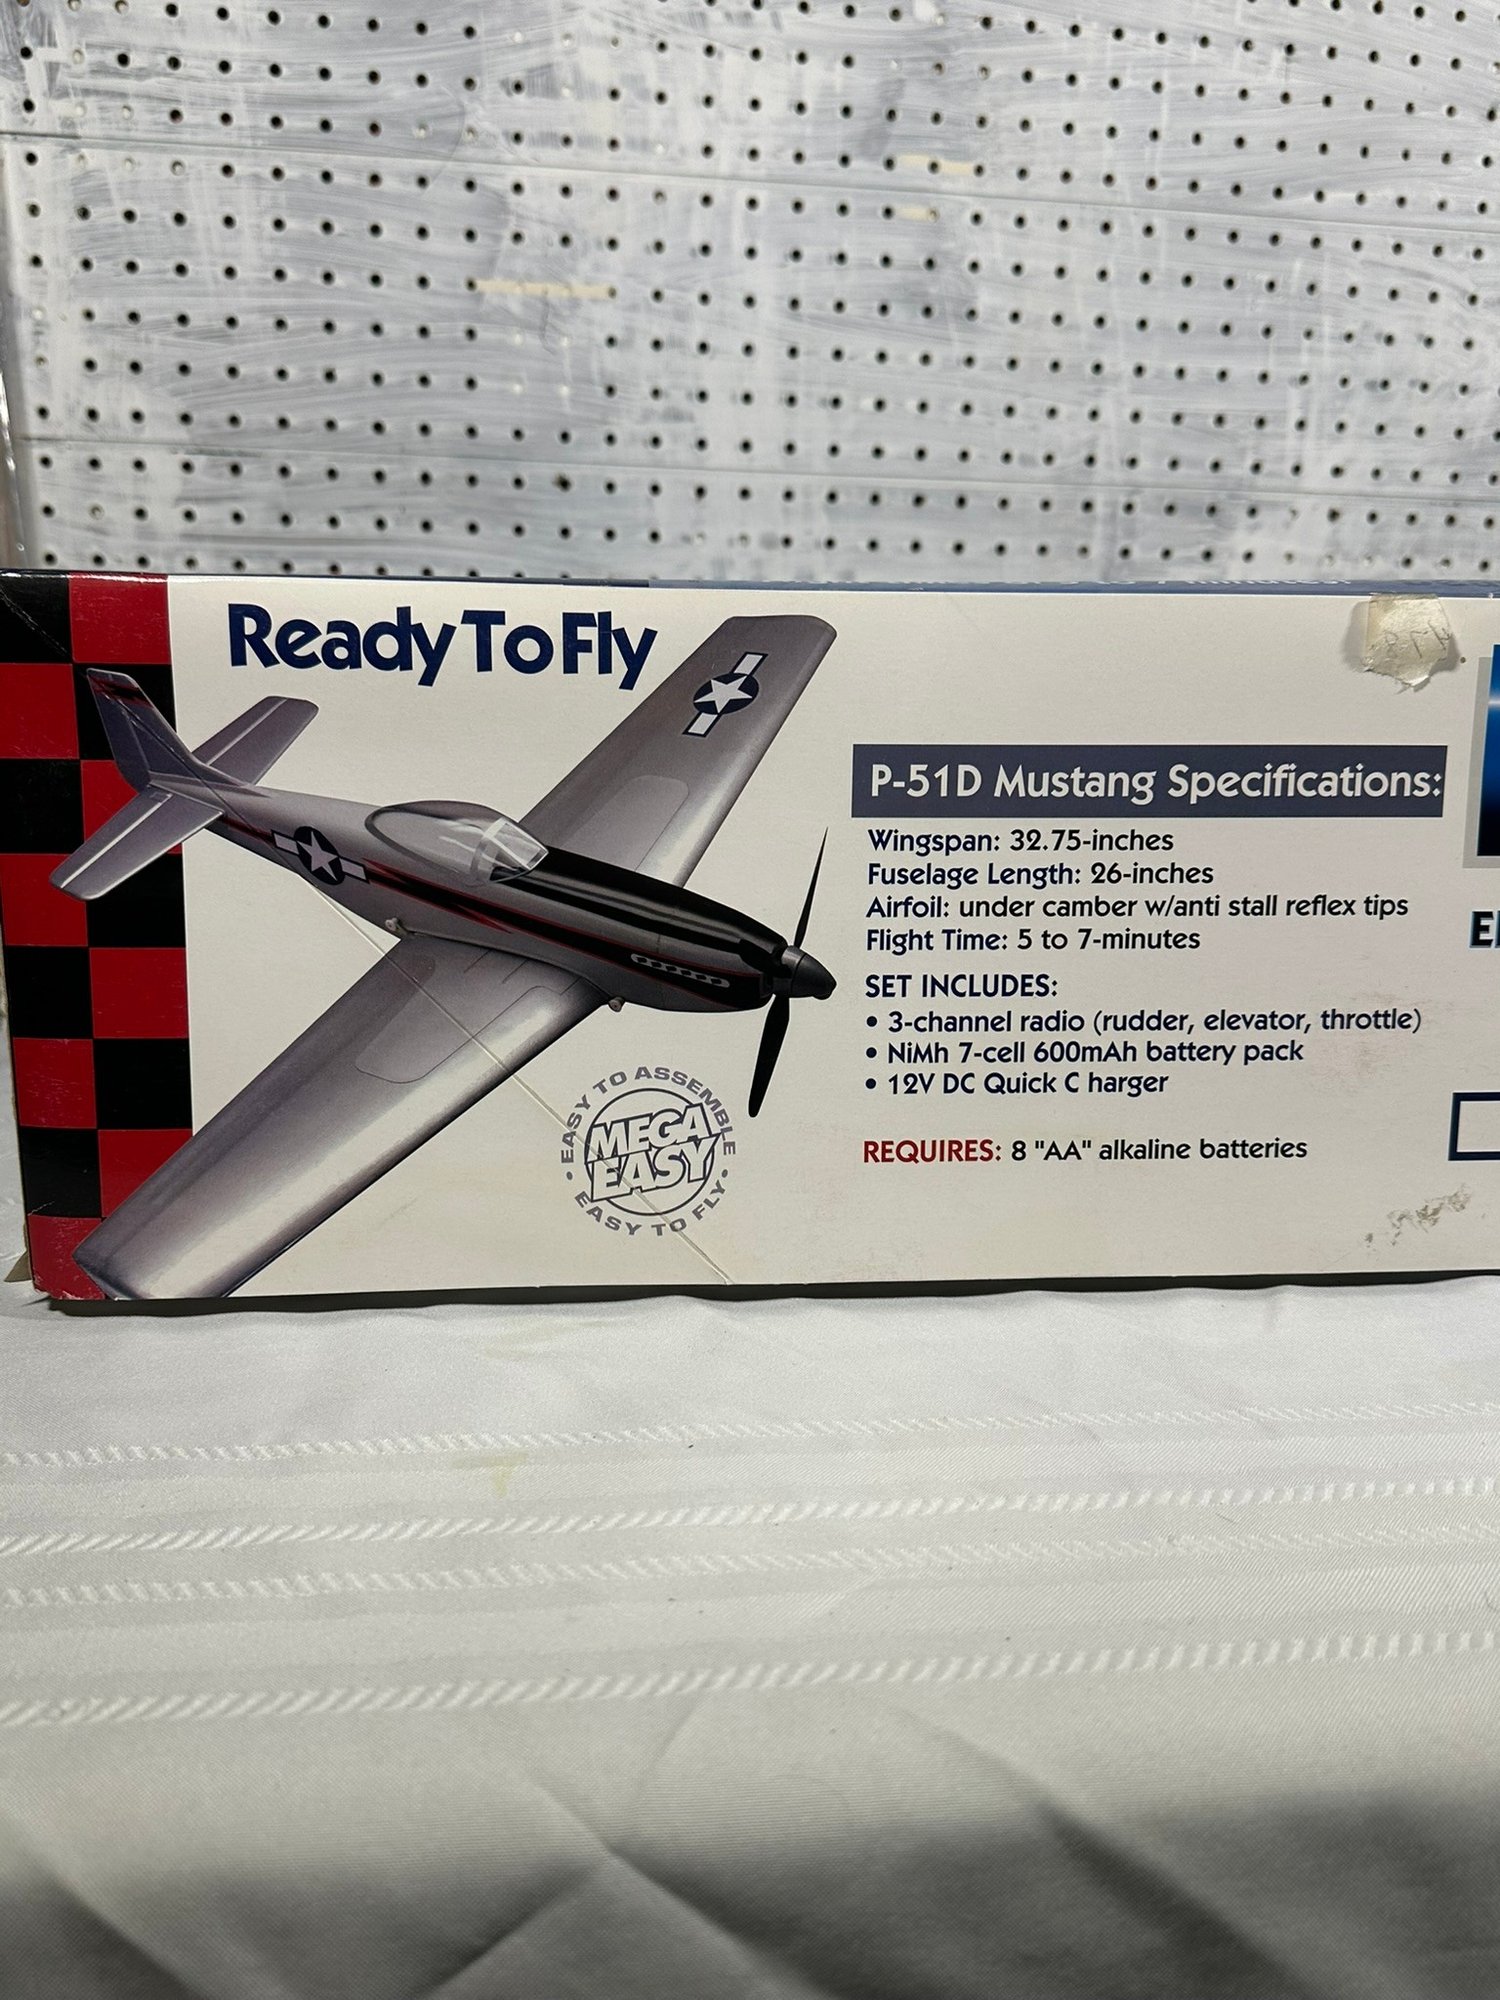 Ready To Fly
P-51D Mustang Specifications:
Wingspan: 32.75-inches
Fuselage Length: 26-inches
Airfoil: under camber w/anti stall reflex tips
Flight Time: 5 to 7-minutes
SET INCLUDES:
• 3-channel radio (rudder, elevator, throttle)
• NiMh 7-cell 600mAh battery pack
• 12V DC Quick C harger
REQUIRES: 8 "AA" alkaline batteries
• EASY TO ASSEMBLE •
MEGA
EASY
EASY TO FLY